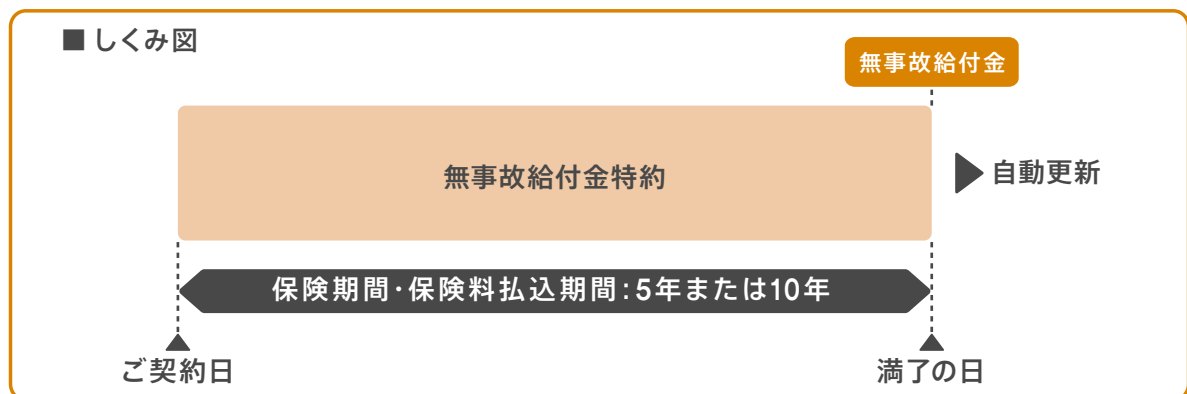 ■しくみ図
無事故給付金
無事故給付金特約
自動更新
保険期間・保険料払込期間:5年または10年
ご契約日
満了の日